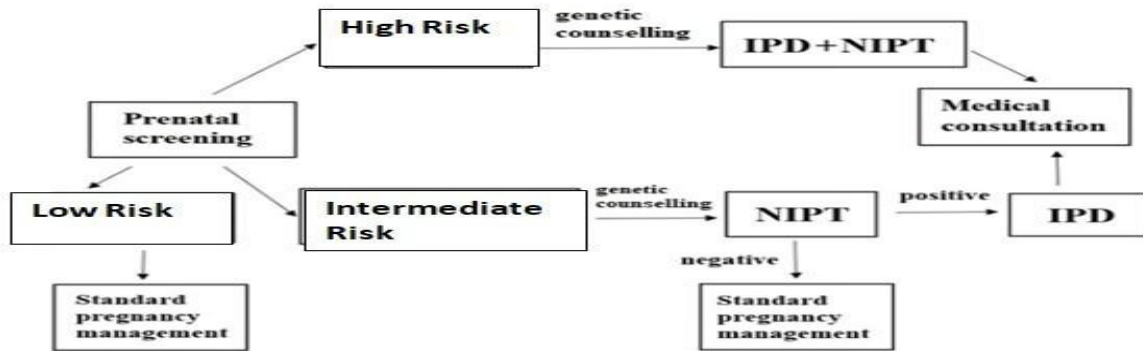 High Risk
genetic
counselling
IPD+NIPT
Prenatal
screening
Medical
consultation
Low Risk
Intermediate
Risk
genetic
counselling
NIPT
positive
IPD
negative
Standard
pregnancy
management
Standard
pregnancy
management